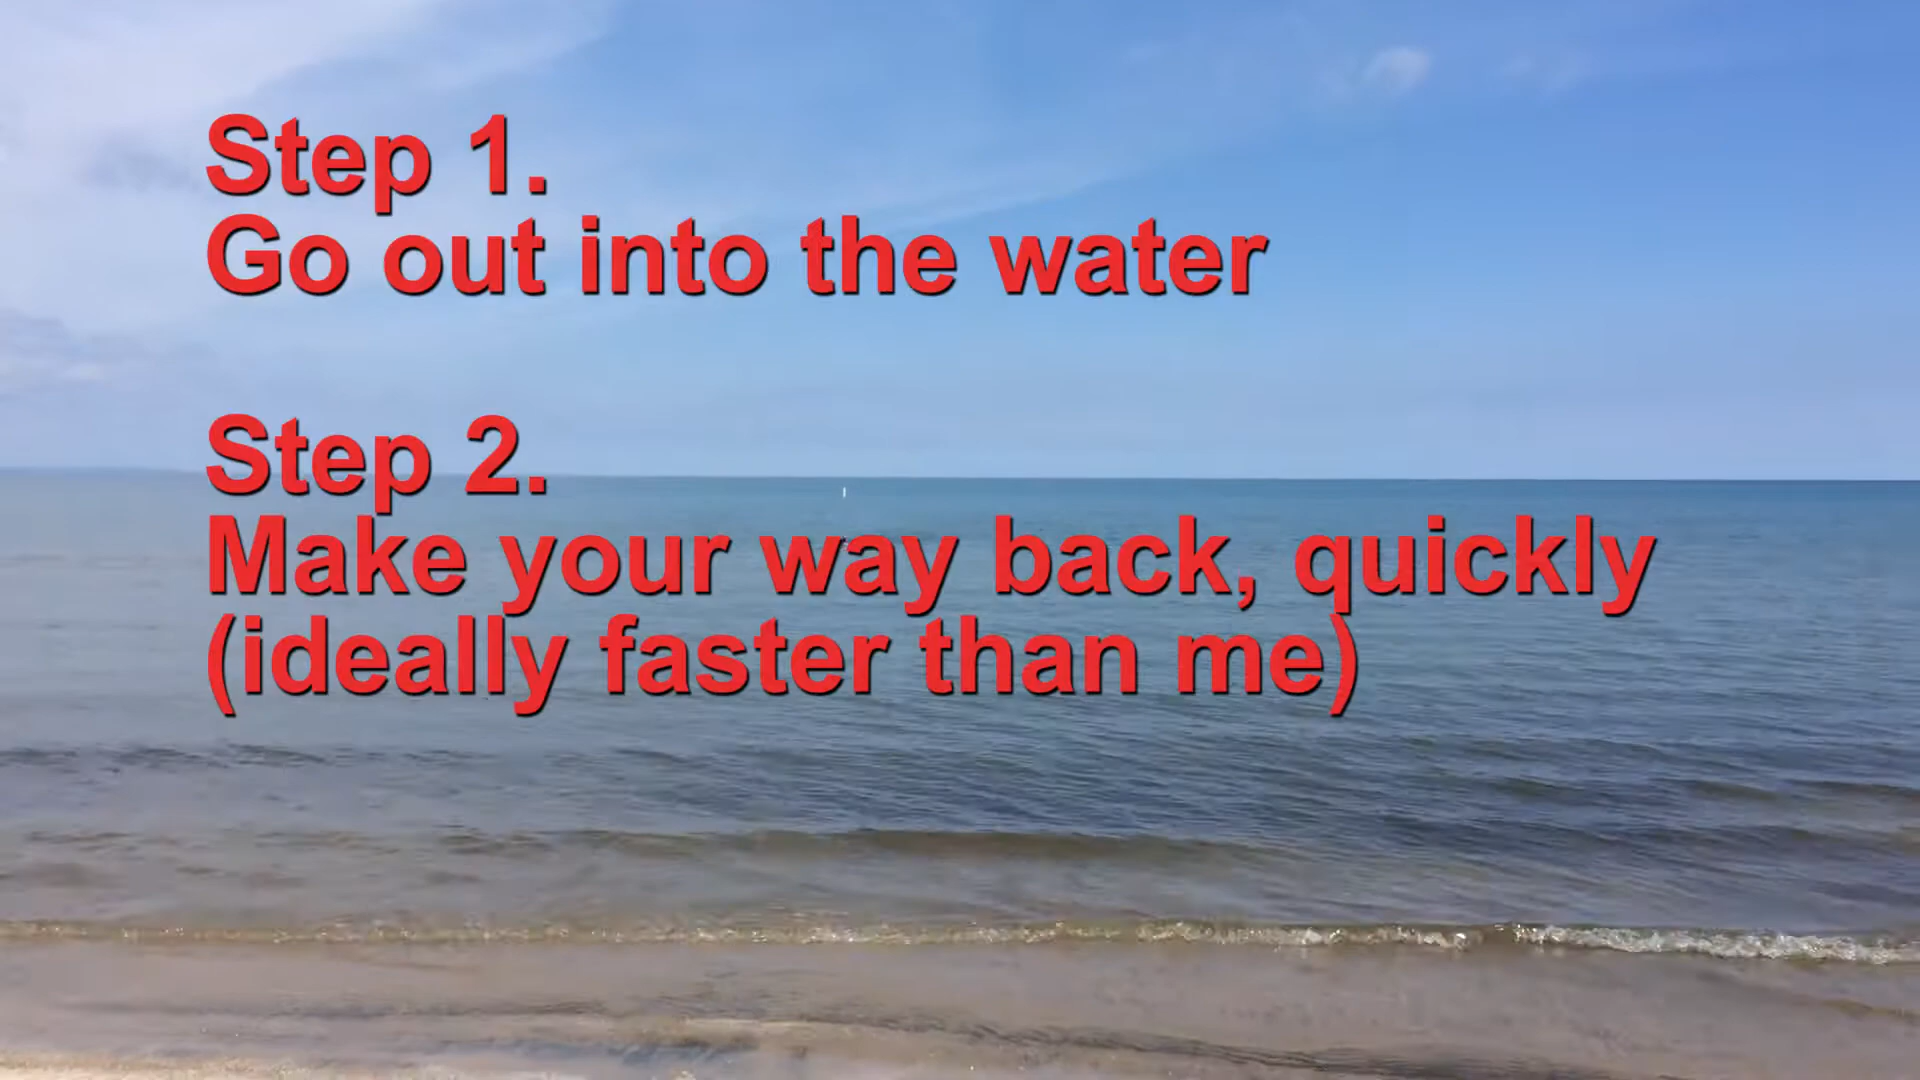 Step 1.
Go out into the water
Step 2.
Make your way back, quickly
(ideally faster than me)